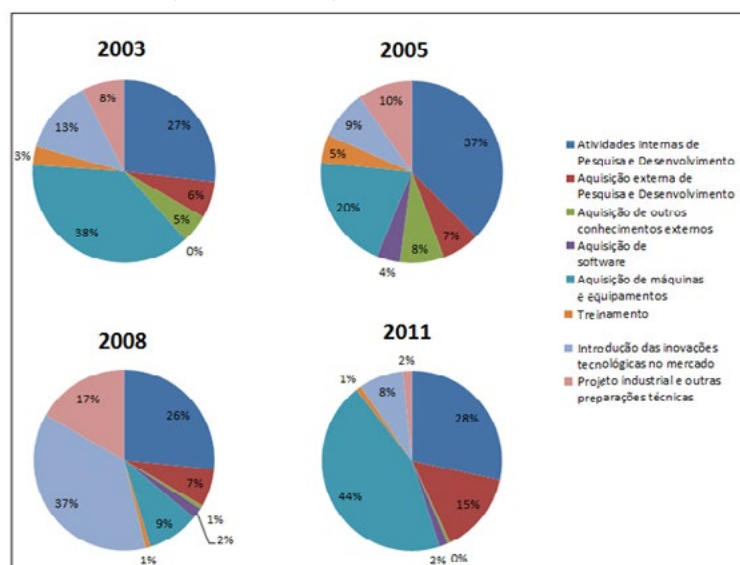 2003
8%
27%
6%
5%
0%
38%
3%
13%
2005
10%
37%
7%
8%
4%
20%
5%
9%
Atividades Internas de
Pesquisa e Desenvolvimento
Aquisição externa de
Pesquisa e Desenvolvimento
Aquisição de outros
conhecimentos externos
Aquisição de
software
Aquisição de máquinas
e equipamentos
Treinamento
Introdução das inovações
tecnológicas no mercado
Projeto industrial e outras
preparações técnicas
2008
17%
26%
7%
1%
2%
9%
1%
37%
2011
2%
28%
15%
0%
2%
44%
1%
8%